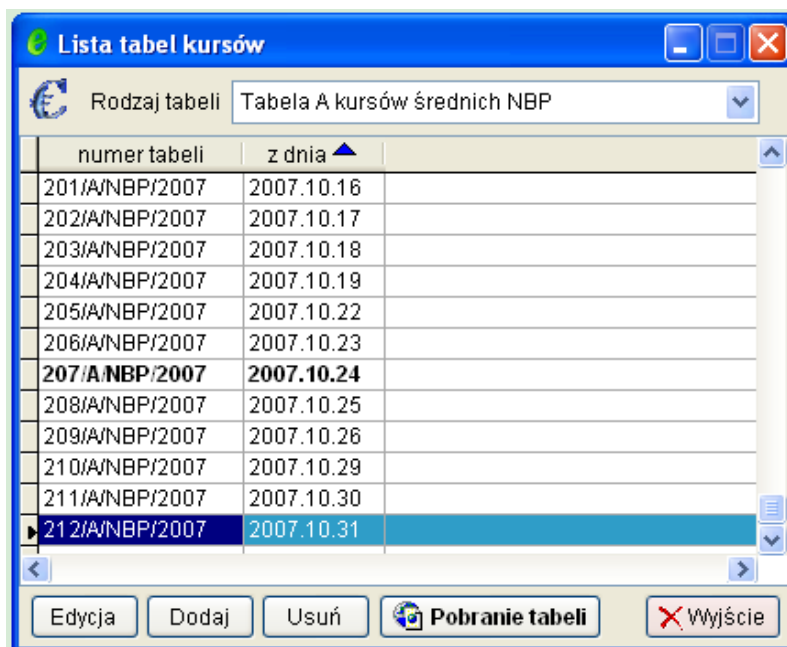 Lista tabel kursów
Rodzaj tabeli Tabela A kursów średnich NBP
numer tabeli z dnia
201/A/NBP/2007 2007.10.16
202/A/NBP/2007 2007.10.17
203/A/NBP/2007 2007.10.18
204/A/NBP/2007 2007.10.19
205/A/NBP/2007 2007.10.22
206/A/NBP/2007 2007.10.23
207/A/NBP/2007 2007.10.24
208/A/NBP/2007 2007.10.25
209/A/NBP/2007 2007.10.26
210/A/NBP/2007 2007.10.29
211/A/NBP/2007 2007.10.30
212/A/NBP/2007 2007.10.31
Edycja Dodaj Usuń Pobranie tabeli Wyjście